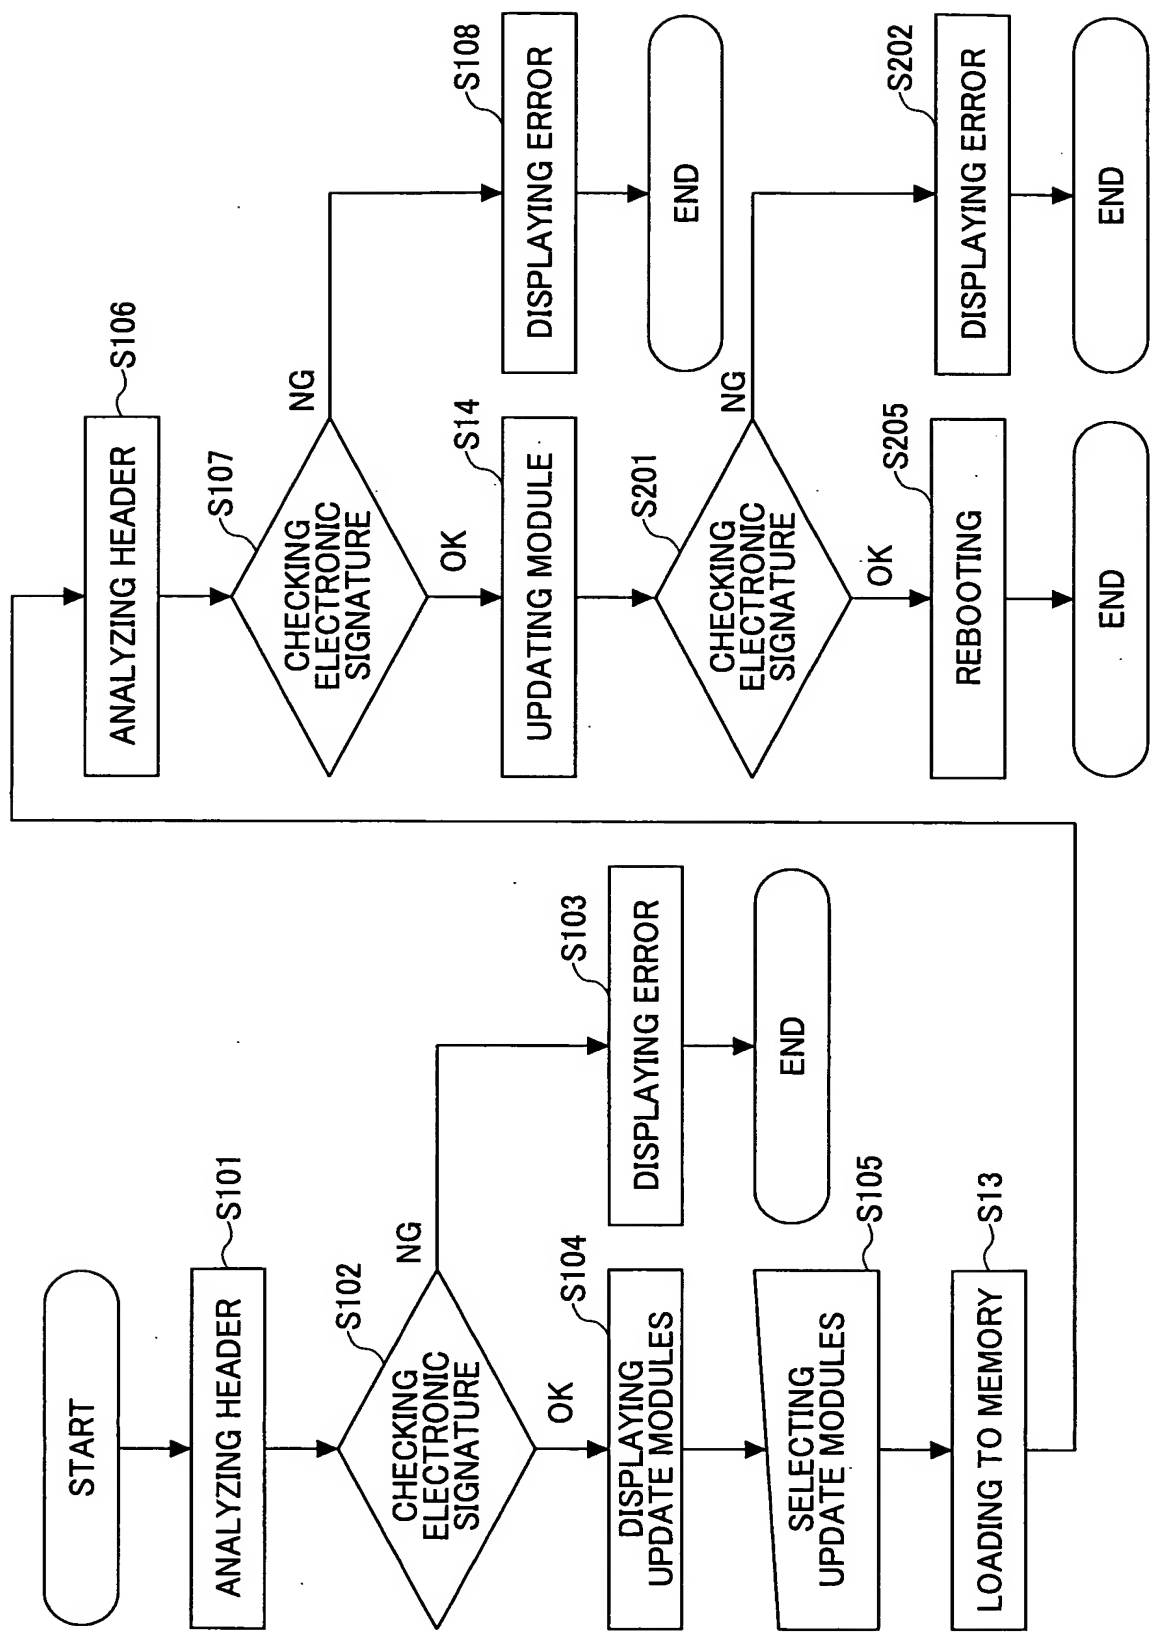 START
ANALYZING HEADER
S101
CHECKING
ELECTRONIC
SIGNATURE
S102
NG
OK
DISPLAYING ERROR
S103
END
DISPLAYING
UPDATE MODULES
S104
SELECTING
UPDATE MODULES
S105
LOADING TO MEMORY
S13
ANALYZING HEADER
S106
CHECKING
ELECTRONIC
SIGNATURE
S107
NG
OK
DISPLAYING ERROR
S108
END
UPDATING MODULE
S14
CHECKING
ELECTRONIC
SIGNATURE
S201
NG
OK
DISPLAYING ERROR
S202
END
REBOOTING
S205
END